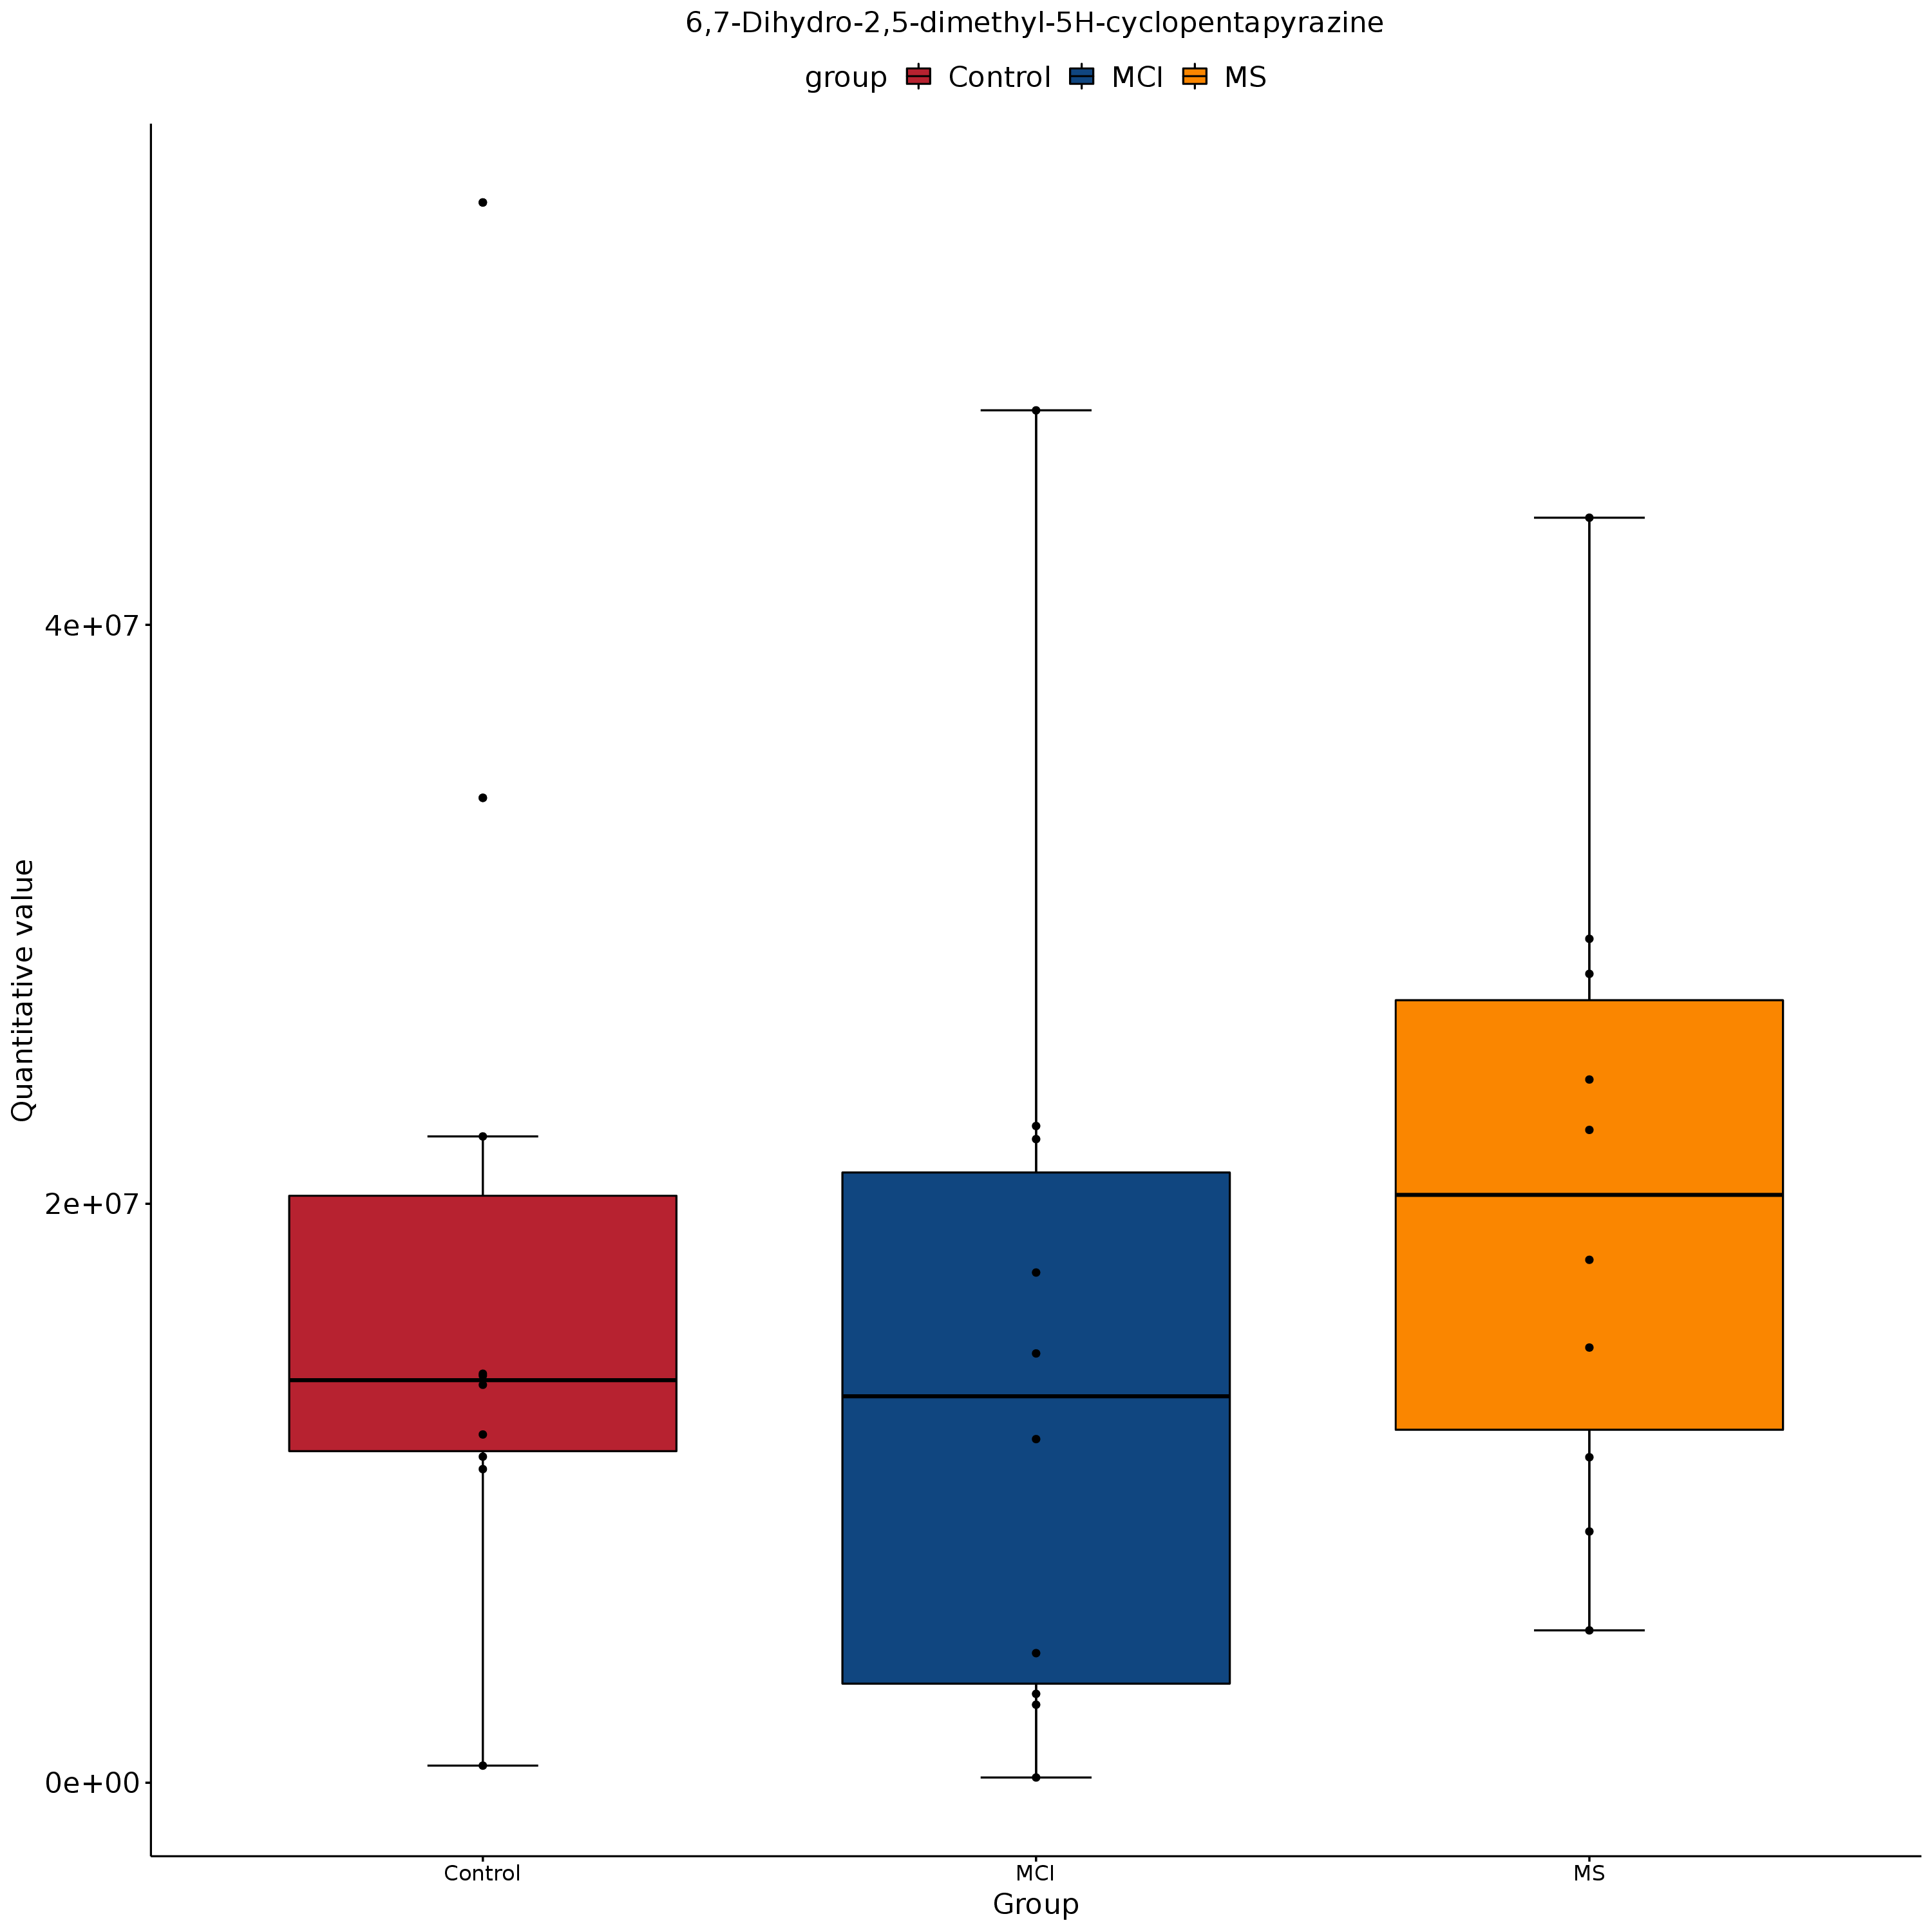 6,7-Dihydro-2,5-dimethyl-5H-cyclopentapyrazine
group Control MCI MS
Quantitative value
4e+07
2e+07
0e+00
Control MCI MS
Group